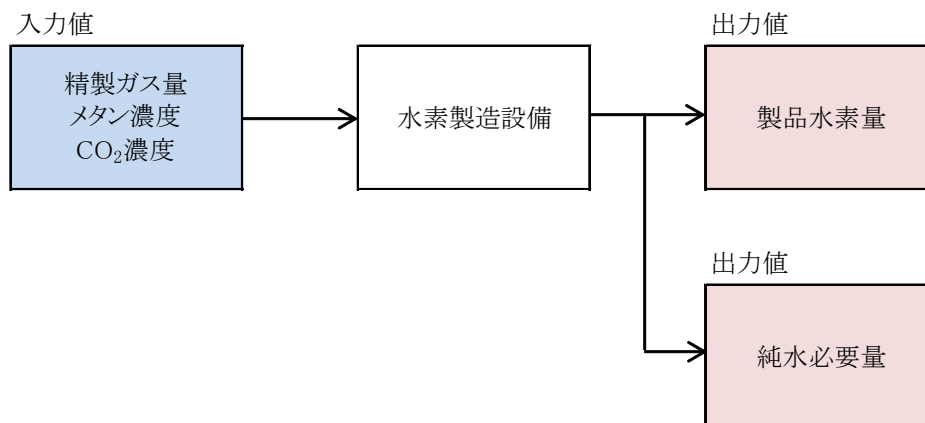 入力値
精製ガス量
メタン濃度
CO₂濃度
水素製造設備
出力値
製品水素量
出力値
純水必要量